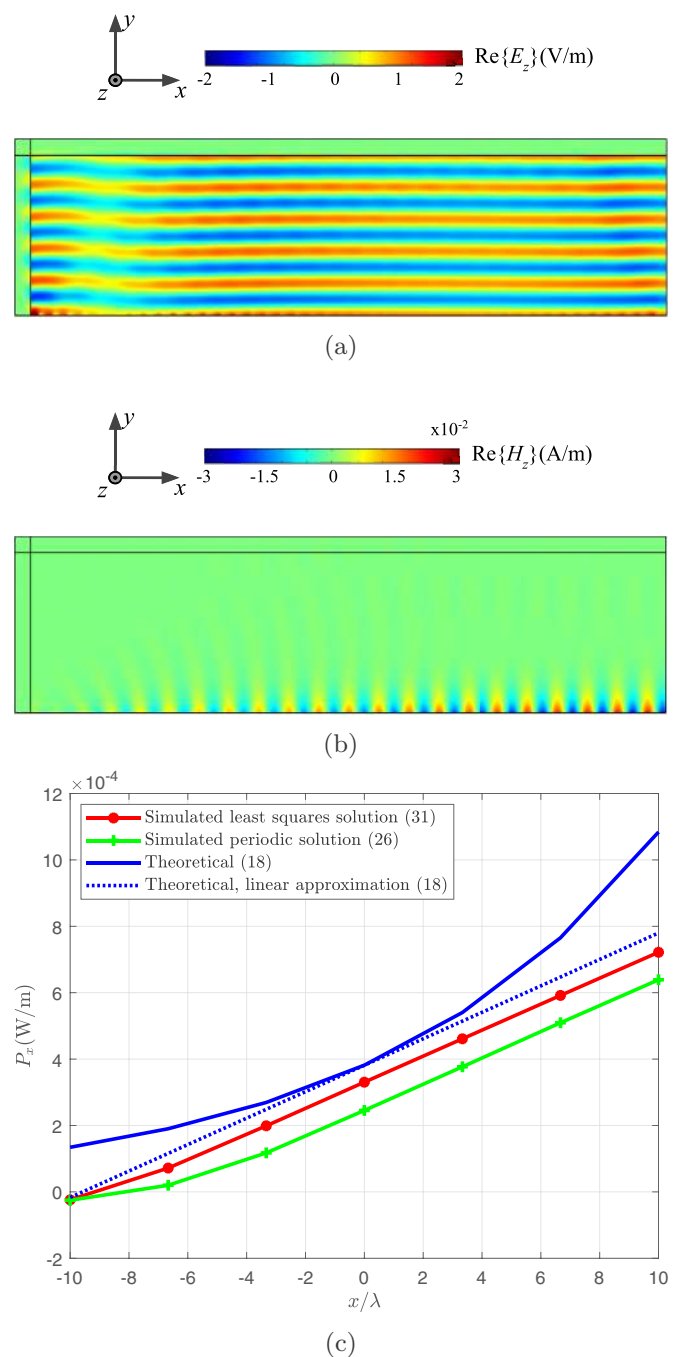 y
z x
Re{E_z}(V/m)
-2 -1 0 1 2
(a)
y
z x
x10^-2
Re{H_z}(A/m)
-3 -1.5 0 1.5 3
(b)
×10^-4
12
10
8
6
4
2
0
-2
P_x(W/m)
Simulated least squares solution (31)
Simulated periodic solution (26)
Theoretical (18)
Theoretical, linear approximation (18)
-10 -8 -6 -4 -2 0 2 4 6 8 10
x/λ
(c)